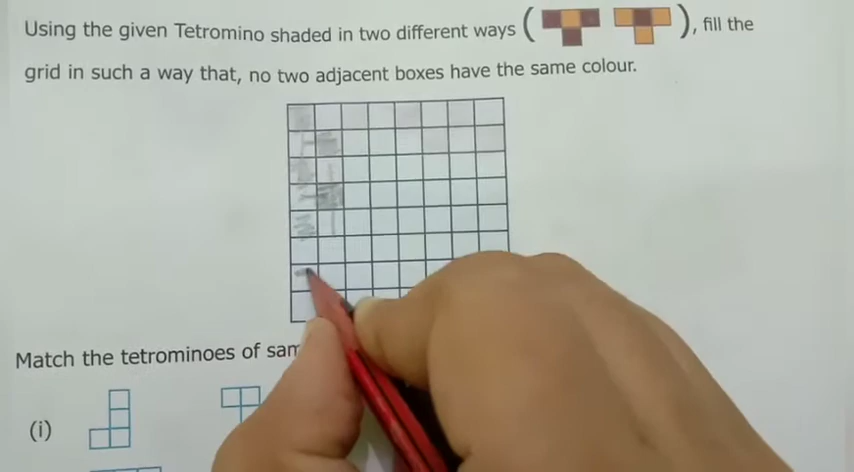 Using the given Tetromino shaded in two different ways ( ), fill the
grid in such a way that, no two adjacent boxes have the same colour.
Match the tetrominoes of
(i)